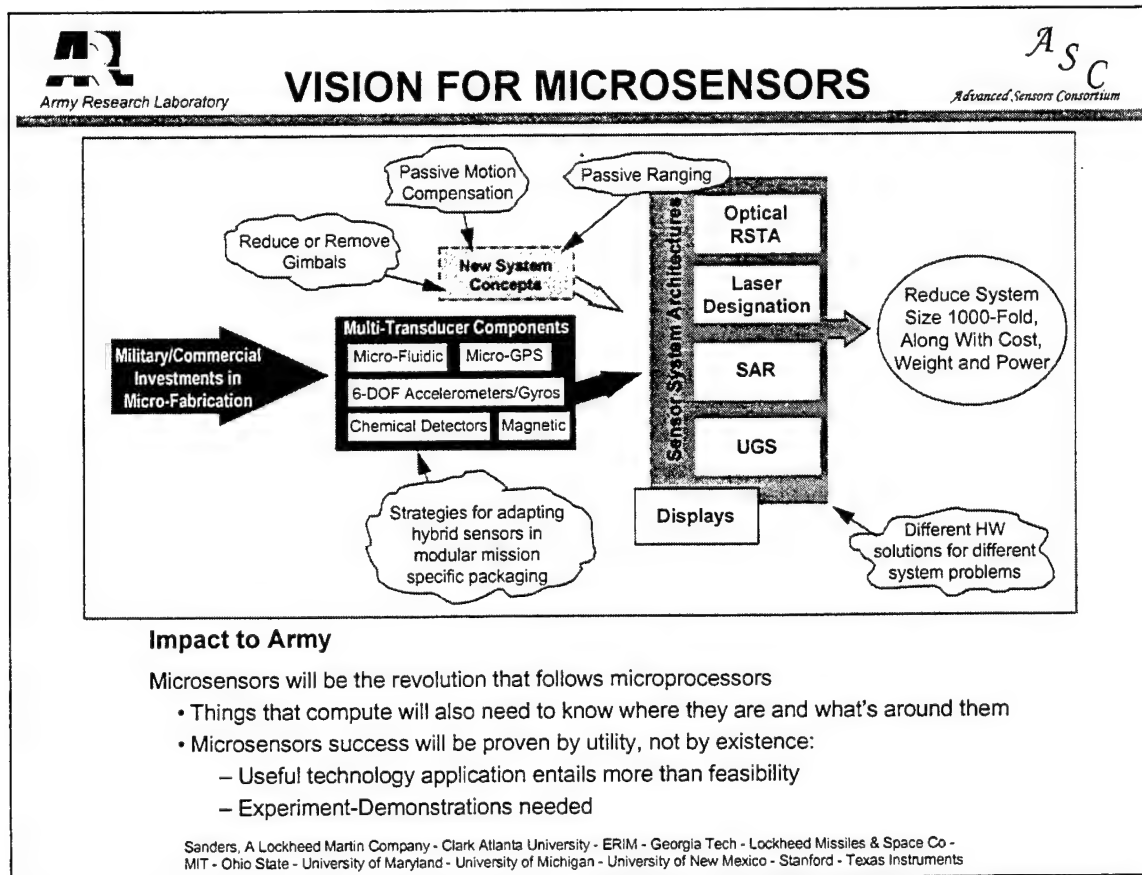 ARL
Army Research Laboratory
VISION FOR MICROSENSORS
A S C
Advanced Sensors Consortium
Passive Motion
Compensation
Passive Ranging
Reduce or Remove
Gimbals
New System
Concepts
Military/Commercial
Investments in
Micro-Fabrication
Multi-Transducer Components
Micro-Fluidic
Micro-GPS
6-DOF Accelerometers/Gyros
Chemical Detectors
Magnetic
Strategies for adapting
hybrid sensors in
modular mission
specific packaging
Sensor System Architectures
Optical
RSTA
Laser
Designation
SAR
UGS
Displays
Reduce System
Size 1000-Fold,
Along With Cost,
Weight and Power
Different HW
solutions for different
system problems
Impact to Army
Microsensors will be the revolution that follows microprocessors
• Things that compute will also need to know where they are and what's around them
• Microsensors success will be proven by utility, not by existence:
– Useful technology application entails more than feasibility
– Experiment-Demonstrations needed
Sanders, A Lockheed Martin Company - Clark Atlanta University - ERIM - Georgia Tech - Lockheed Missiles & Space Co -
MIT - Ohio State - University of Maryland - University of Michigan - University of New Mexico - Stanford - Texas Instruments